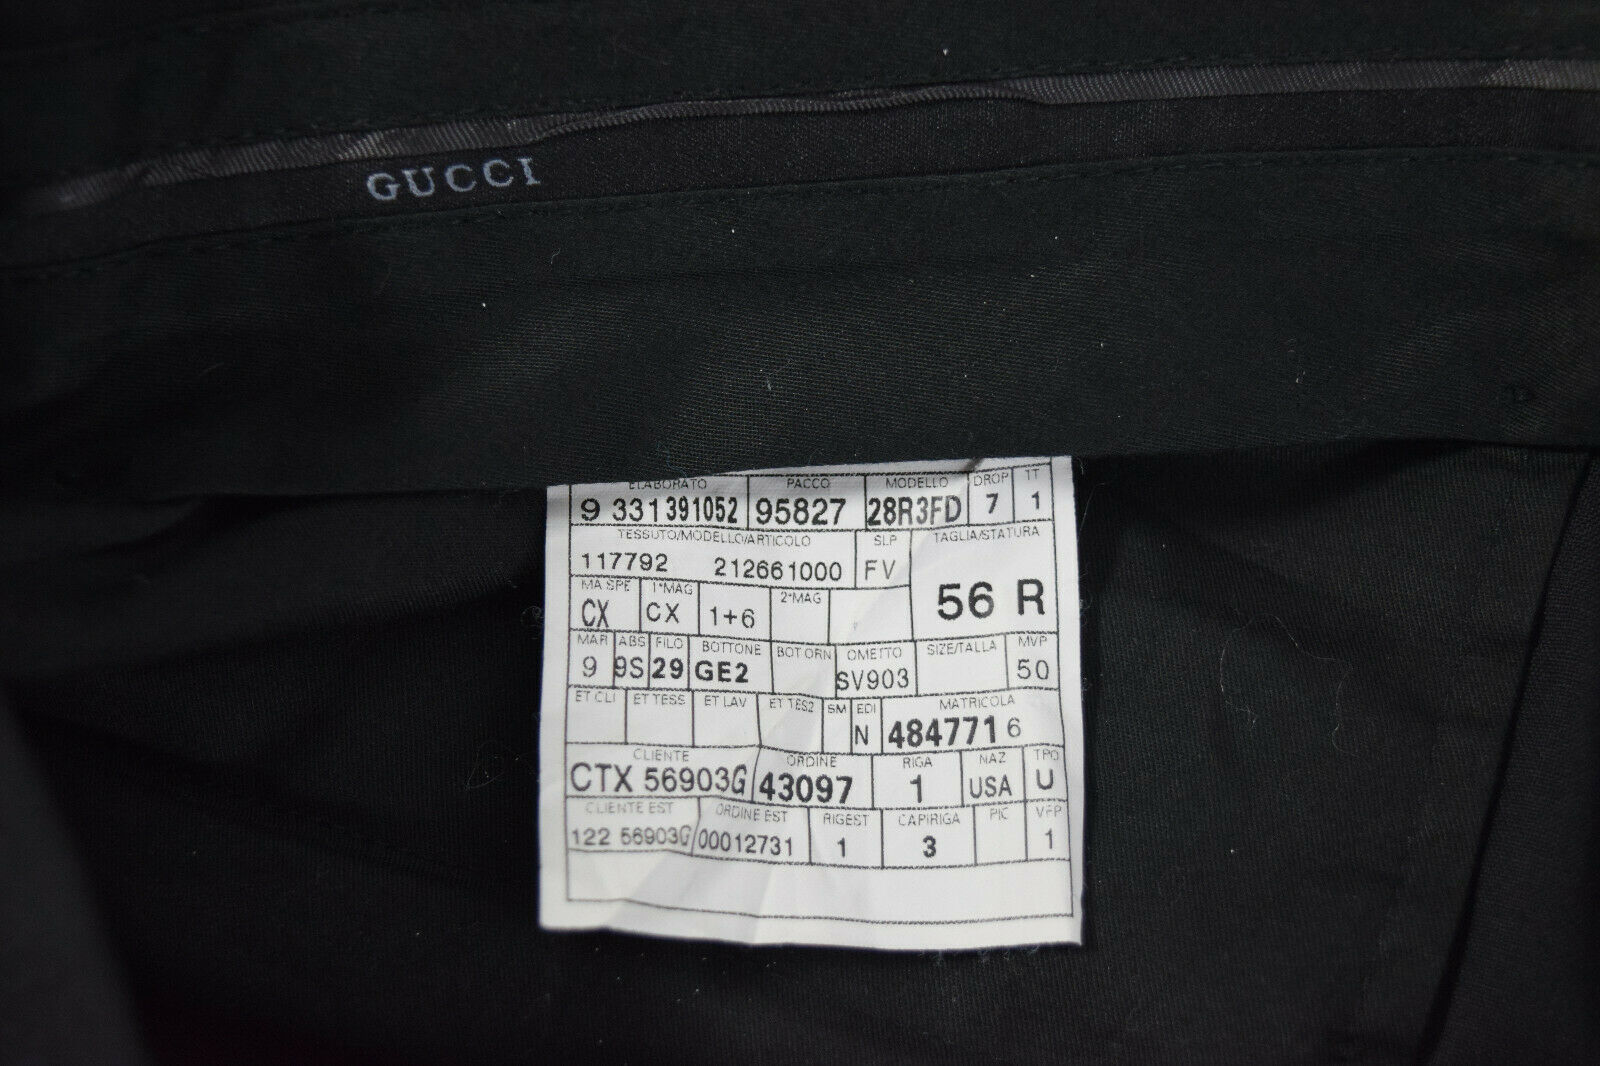 GUCCI
ELABORATO PACCO MODELLO DROP TT
9 331391052 95827 28R3FD 7 1
TESSUTO/MODELLO/ARTICOLO SLP TAGLIA/STATURA
117792 212661000 FV 56 R
MA SPE 1°MAG 2°MAG
CX CX 1+6
MAR ABS FILO BOTTONE BOT ORN OMETTO SIZE/TALLA MVP
9 9S 29 GE2 SV903 50
ET CLI ET TESS ET LAV ET TES2 SM EDI MATRICOLA
N 484771 6
CLIENTE ORDINE RIGA NAZ TPO
CTX 56903G 43097 1 USA U
CLIENTE EST ORDINE EST RIGEST CAPIRIGA PIC VFP
122 56903G 00012731 1 3 1